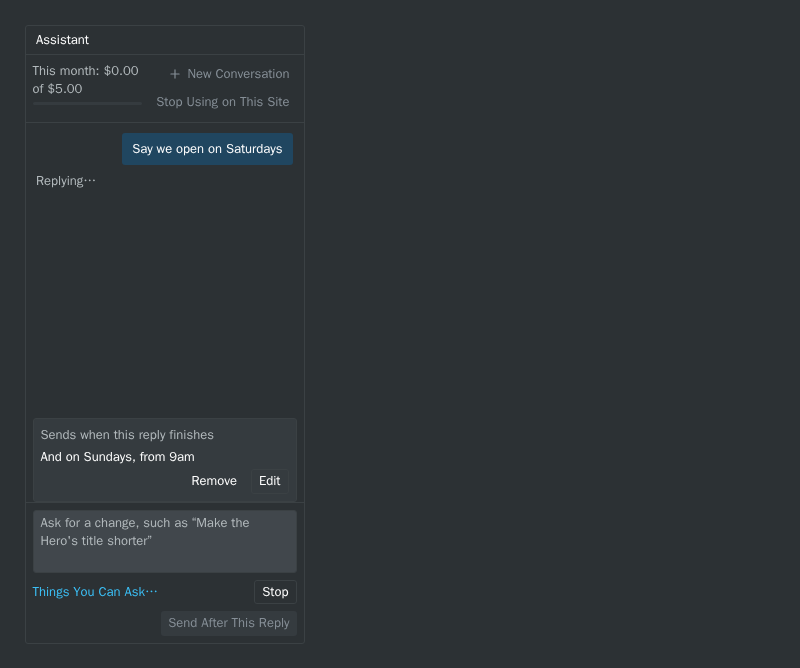 Assistant
This month: $0.00
of $5.00
+ New Conversation
Stop Using on This Site
Say we open on Saturdays
Replying…
Sends when this reply finishes
And on Sundays, from 9am
Remove
Edit
Ask for a change, such as "Make the
Hero's title shorter"
Things You Can Ask…
Stop
Send After This Reply